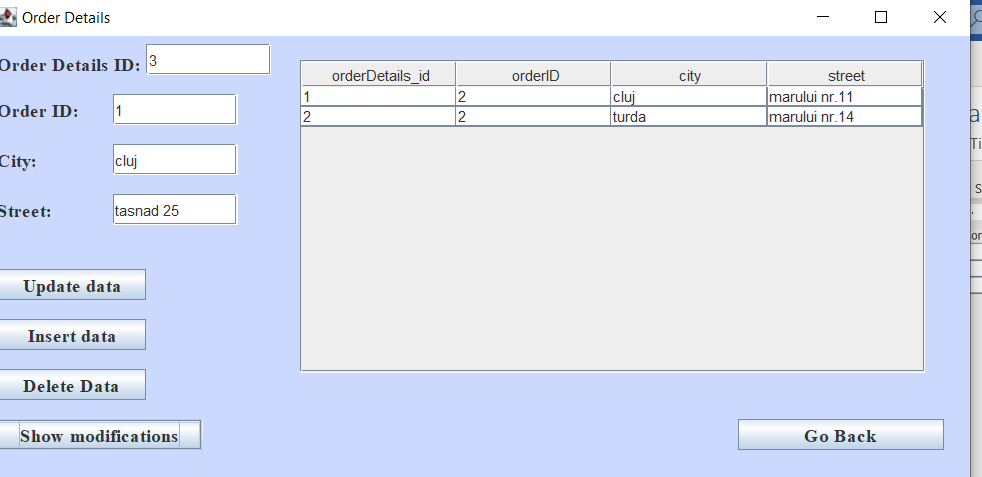 Order Details
Order Details ID: 3
Order ID: 1
City: cluj
Street: tasnad 25
Update data
Insert data
Delete Data
Show modifications
orderDetails_id orderID city street
1 2 cluj marului nr.11
2 2 turda marului nr.14
Go Back
a
Ti
s
or